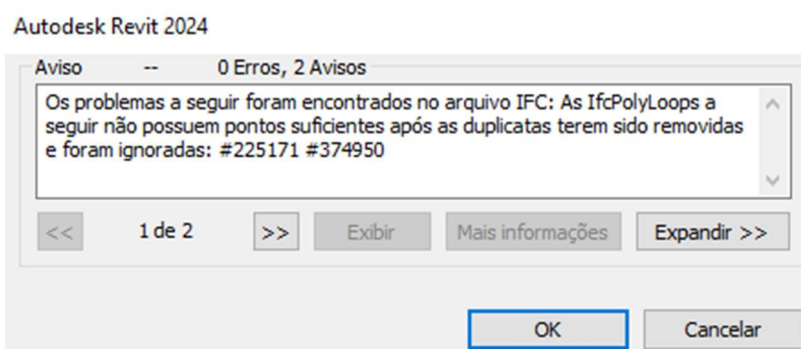 Autodesk Revit 2024
Aviso -- 0 Erros, 2 Avisos
Os problemas a seguir foram encontrados no arquivo IFC: As IfcPolyLoops a
seguir não possuem pontos suficientes após as duplicatas terem sido removidas
e foram ignoradas: #225171 #374950
<< 1 de 2 >> Exibir Mais informações Expandir >>
OK Cancelar